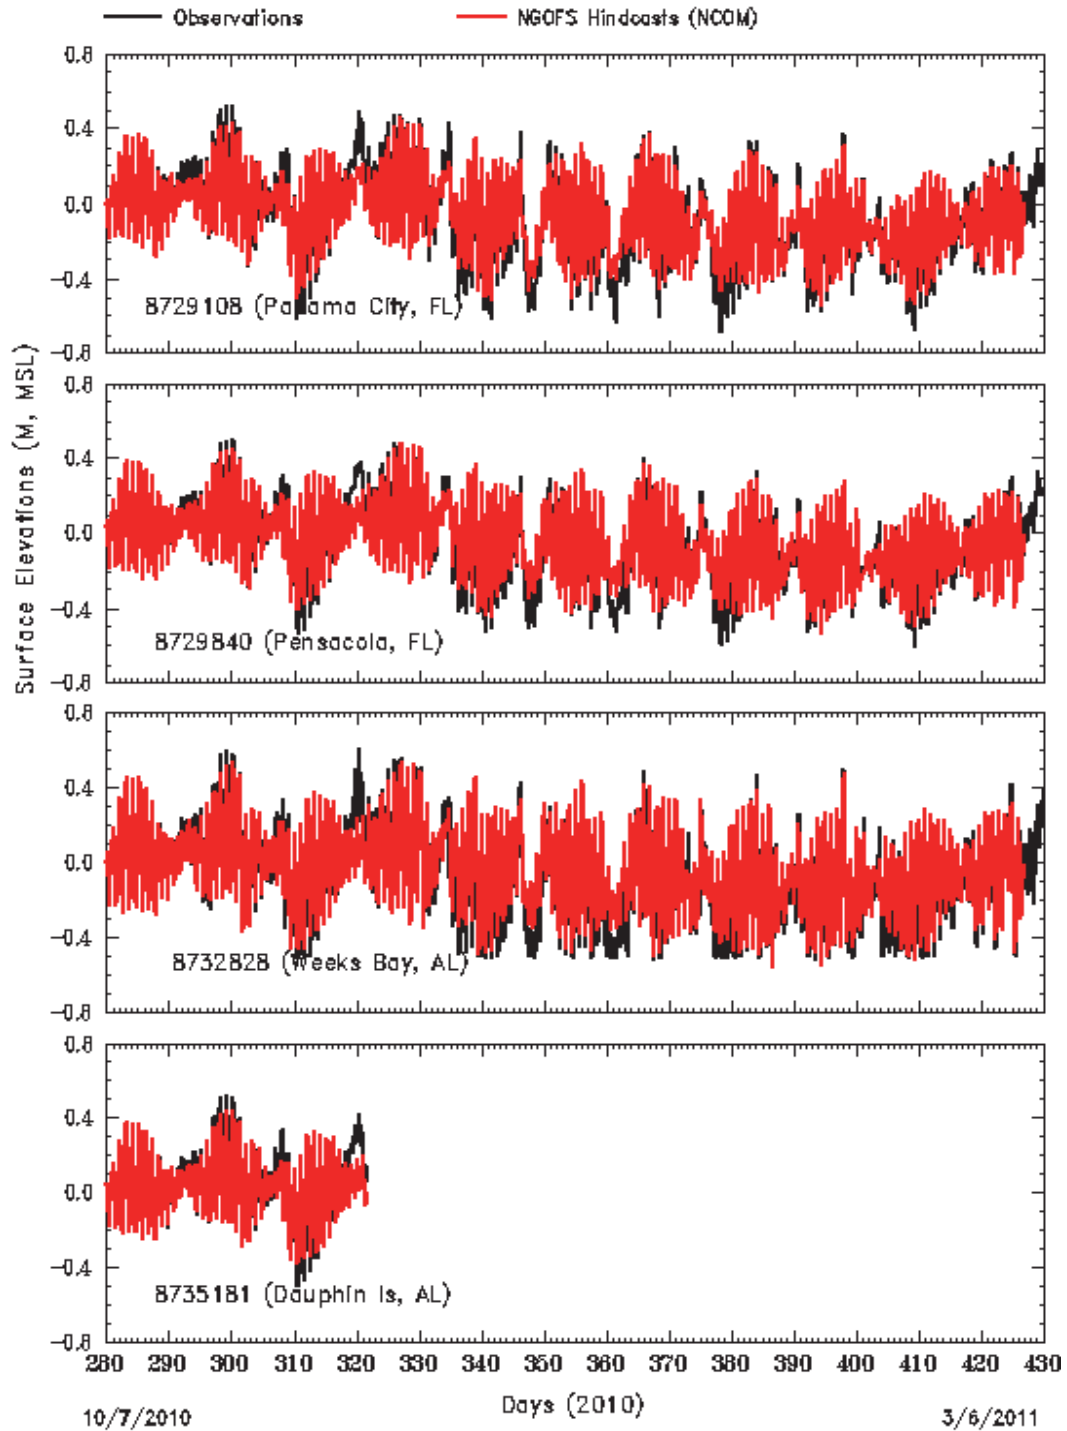 Observations NGOFS Hindcasts (NCOM)
0.8
0.4
0.0
-0.4
-0.8
8729108 (Panama City, FL)
0.8
0.4
0.0
-0.4
-0.8
8729840 (Pensacola, FL)
Surface Elevations (M, MSL)
0.8
0.4
0.0
-0.4
-0.8
8732828 (Weeks Bay, AL)
0.8
0.4
0.0
-0.4
-0.8
8735181 (Dauphin Is, AL)
280 290 300 310 320 330 340 350 360 370 380 390 400 410 420 430
Days (2010)
10/7/2010 3/6/2011